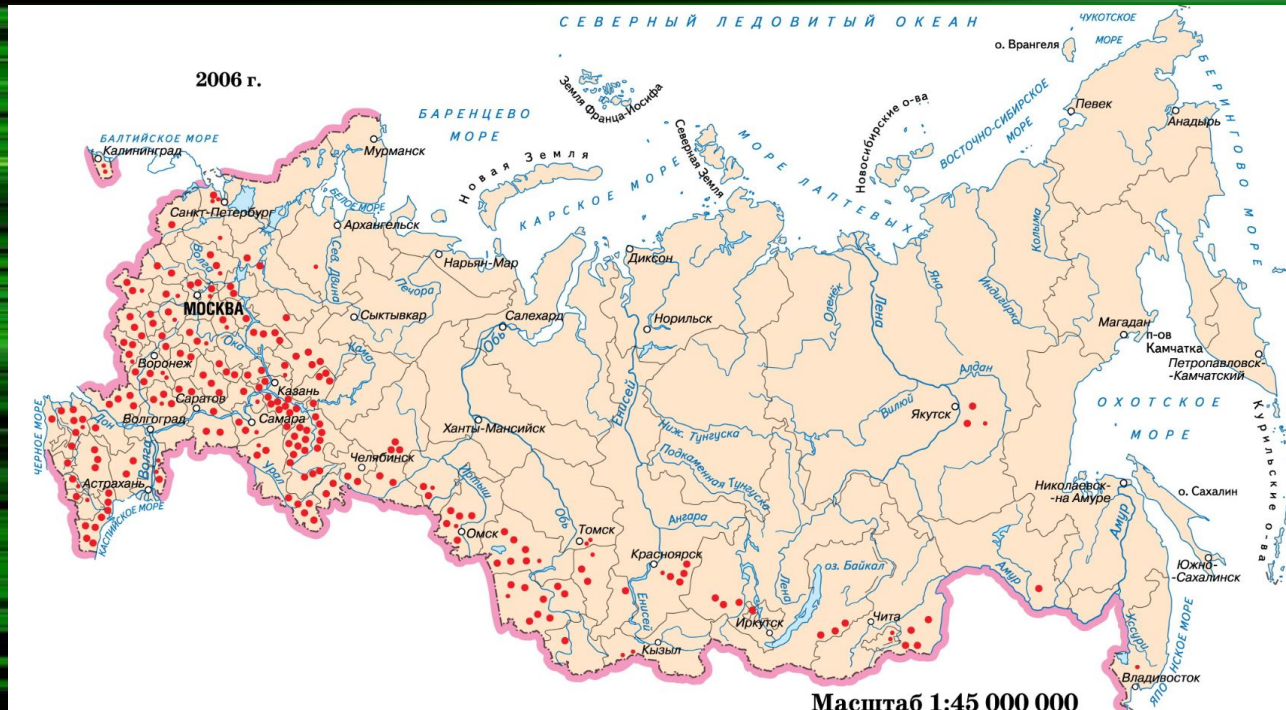 СЕВЕРНЫЙ ЛЕДОВИТЫЙ ОКЕАН
ЧУКОТСКОЕ
МОРЕ
о. Врангеля
2006 г.
Земля Франца-Иосифа
БАРЕНЦЕВО
МОРЕ
Новосибирские о-ва
ВОСТОЧНО-СИБИРСКОЕ
МОРЕ
Певек
Анадырь
БЕРИНГОВО МОРЕ
БАЛТИЙСКОЕ МОРЕ
Калининград
Мурманск
Новая Земля
Северная Земля
МОРЕ ЛАПТЕВЫХ
КАРСКОЕ МОРЕ
Санкт-Петербург
БЕЛОЕ МОРЕ
Архангельск
Нарьян-Мар
Диксон
Колыма
Волга
Сев. Двина
Печора
Оленёк
Лена
Яна
Индигирка
МОСКВА
Сыктывкар
Салехард
Обь
Норильск
Магадан
п-ов
Камчатка
Петропавловск-
-Камчатский
Ока
Кама
Воронеж
Казань
Енисей
Вилюй
Якутск
Алдан
ОХОТСКОЕ
МОРЕ
Курильские о-ва
Саратов
Самара
Волгоград
Дон
ЧЕРНОЕ МОРЕ
Ханты-Мансийск
Ниж. Тунгуска
Подкаменная Тунгуска
Волга
Астрахань
Урал
Челябинск
Иртыш
Обь
Омск
Томск
Ангара
Николаевск-
-на Амуре
о. Сахалин
КАСПИЙСКОЕ МОРЕ
Красноярск
Енисей
Лена
оз. Байкал
Амур
Амур
Южно-
-Сахалинск
Иркутск
Чита
Кызыл
Уссури
ЯПОНСКОЕ МОРЕ
Владивосток
Масштаб 1:45 000 000